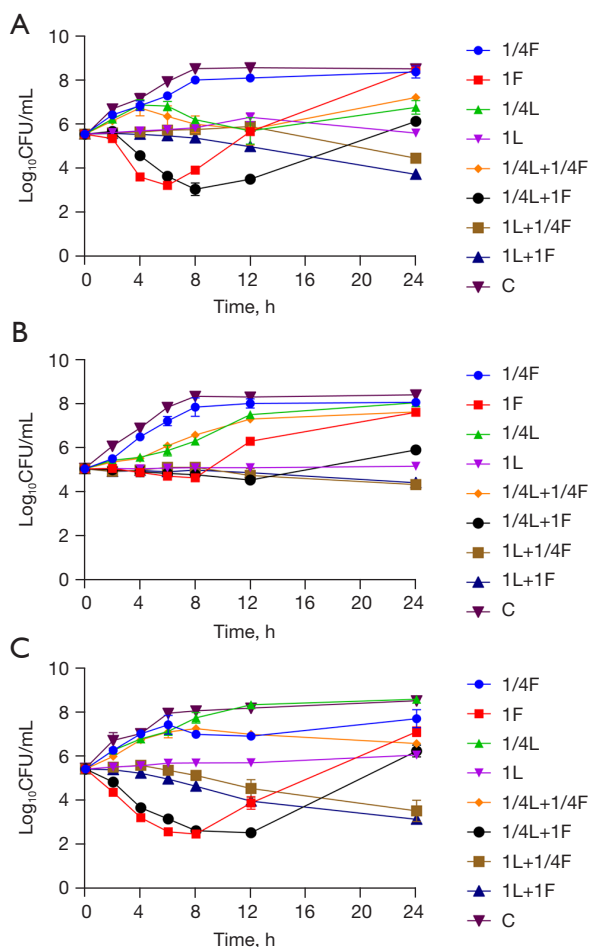 A
10
8
6
4
2
0
Log₁₀CFU/mL
0 4 8 12 16 20 24
Time, h
1/4F
1F
1/4L
1L
1/4L+1/4F
1/4L+1F
1L+1/4F
1L+1F
C
B
10
8
6
4
2
0
Log₁₀CFU/mL
0 4 8 12 16 20 24
Time, h
1/4F
1F
1/4L
1L
1/4L+1/4F
1/4L+1F
1L+1/4F
1L+1F
C
C
10
8
6
4
2
0
Log₁₀CFU/mL
0 4 8 12 16 20 24
Time, h
1/4F
1F
1/4L
1L
1/4L+1/4F
1/4L+1F
1L+1/4F
1L+1F
C